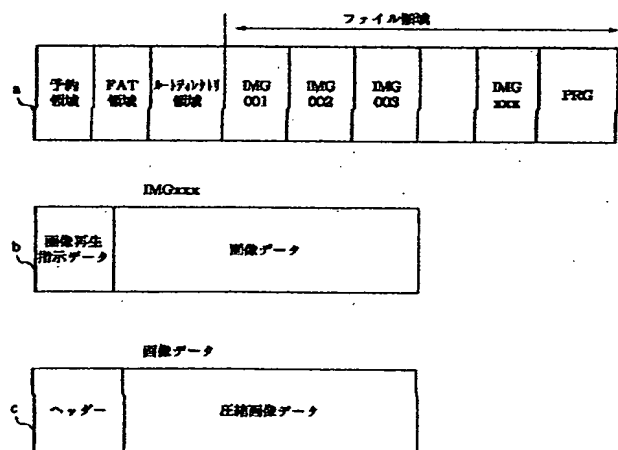 ファイル領域
a
予約
領域
FAT
領域
ルートディレクトリ
領域
IMG
001
IMG
002
IMG
003
IMG
xxx
PRG
IMGxxx
b
画像再生
指示データ
画像データ
画像データ
c
ヘッダー
圧縮画像データ